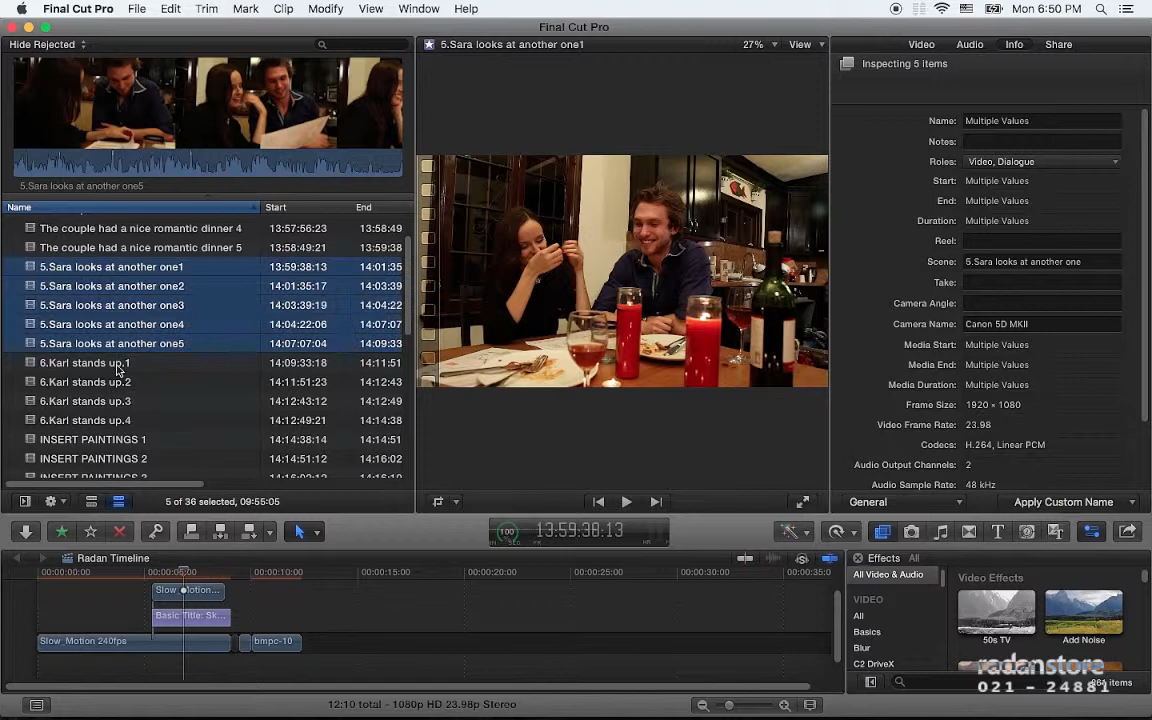 Final Cut Pro File Edit Trim Mark Clip Modify View Window Help Mon 6:50 PM
Final Cut Pro
Hide Rejected
5.Sara looks at another one1 27% View
Video Audio Info Share
Inspecting 5 items
5.Sara looks at another one5
Name Start End
The couple had a nice romantic dinner 4 13:57:56:23 13:58:49
The couple had a nice romantic dinner 5 13:58:49:21 13:59:38
5.Sara looks at another one1 13:59:38:13 14:01:35
5.Sara looks at another one2 14:01:35:17 14:03:39
5.Sara looks at another one3 14:03:39:19 14:04:22
5.Sara looks at another one4 14:04:22:06 14:07:07
5.Sara looks at another one5 14:07:07:04 14:09:33
6.Karl stands up.1 14:09:33:18 14:11:51
6.Karl stands up.2 14:11:51:23 14:12:43
6.Karl stands up.3 14:12:43:12 14:12:49
6.Karl stands up.4 14:12:49:21 14:14:38
INSERT PAINTINGS 1 14:14:38:14 14:14:51
INSERT PAINTINGS 2 14:14:51:12 14:16:02
5 of 36 selected, 09:55:05
Name: Multiple Values
Notes:
Roles: Video, Dialogue
Start: Multiple Values
End: Multiple Values
Duration: Multiple Values
Reel:
Scene: 5.Sara looks at another one
Take:
Camera Angle:
Camera Name: Canon 5D MKII
Media Start: Multiple Values
Media End: Multiple Values
Media Duration: Multiple Values
Frame Size: 1920 × 1080
Video Frame Rate: 23.98
Codecs: H.264, Linear PCM
Audio Output Channels: 2
Audio Sample Rate: 48 kHz
General Apply Custom Name
100 13:59:38:13
Radan Timeline
00:00:00:00 00:00:05:00 00:00:10:00 00:00:15:00 00:00:20:00 00:00:25:00 00:00:30:00 00:00:35:0
Basic Title: Sk...
Slow_Motion 240fps bmpc-10
Effects All
All Video & Audio
VIDEO
All
Basics
Blur
C2 DriveX
Video Effects
50s TV Add Noise
items
radanstore
021 - 24881
12:10 total - 1080p HD 23.98p Stereo